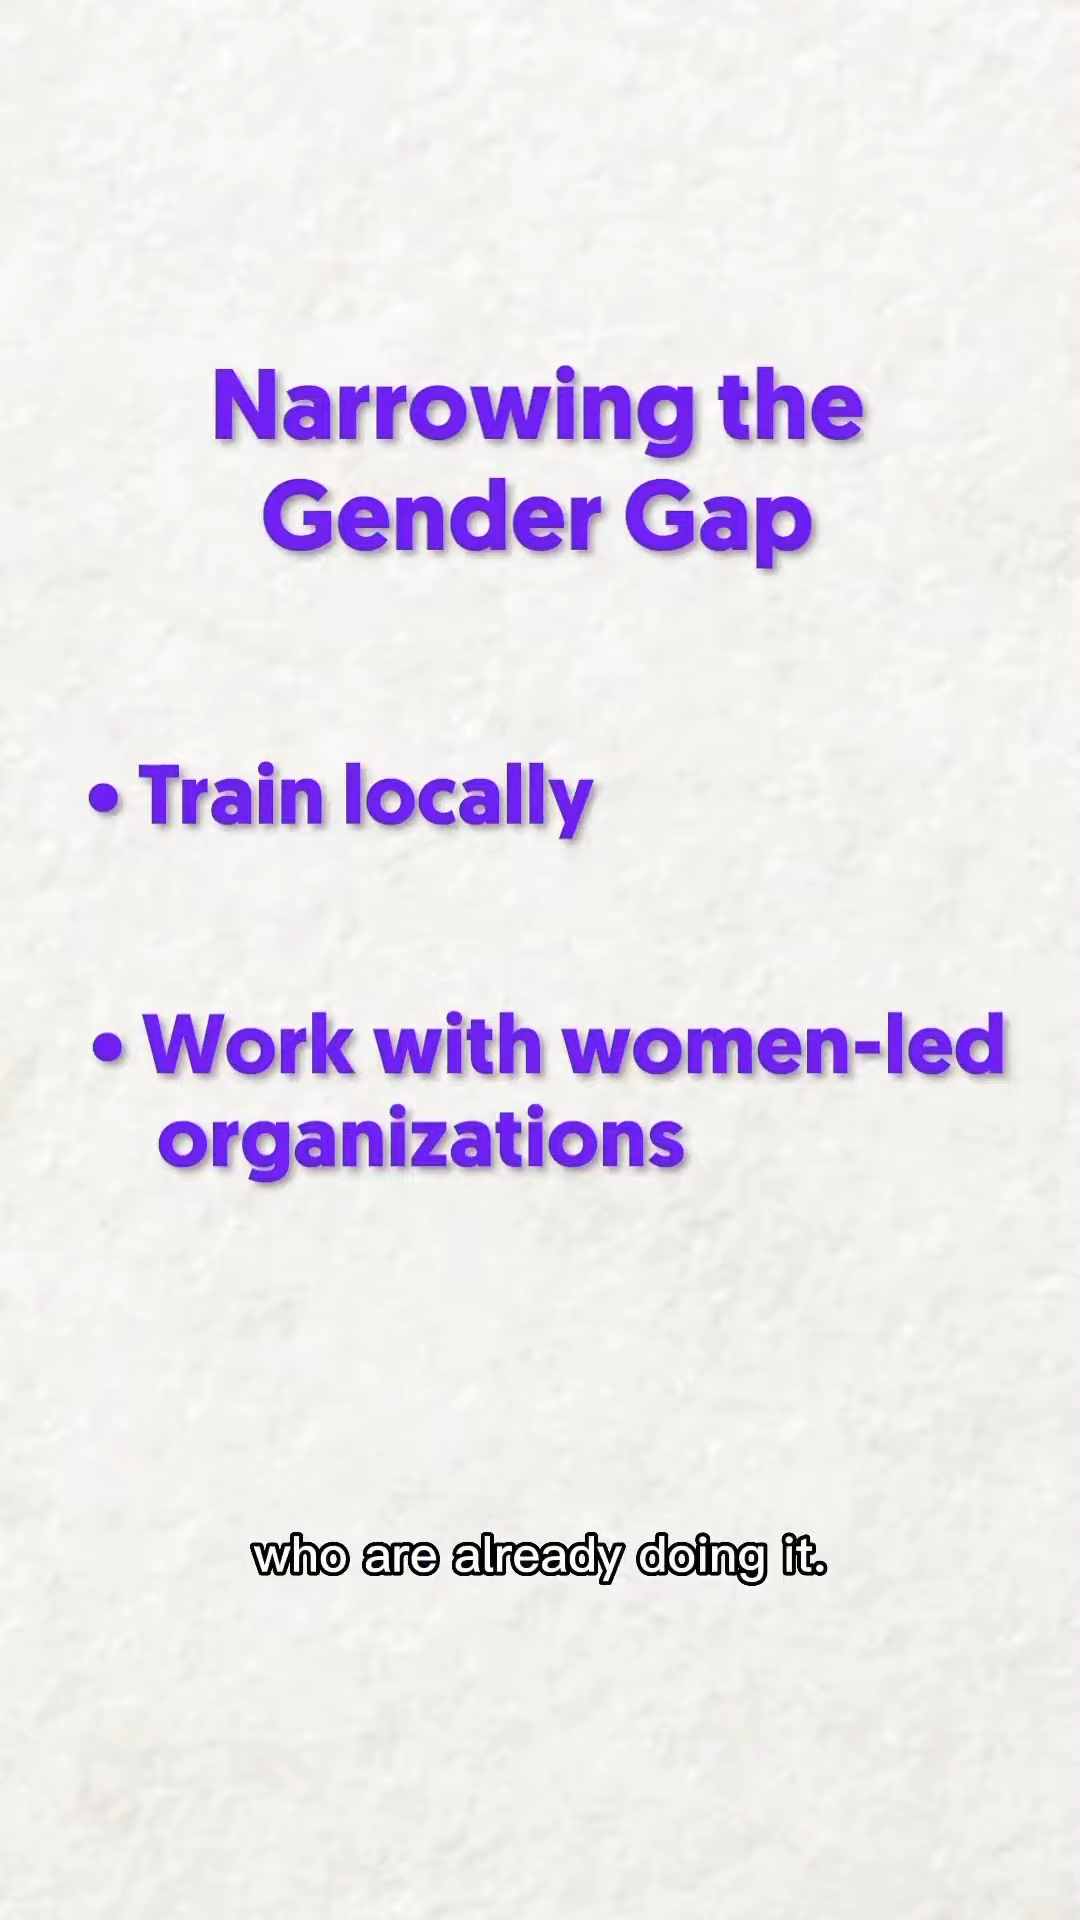 Narrowing the
Gender Gap
• Train locally
• Work with women-led
organizations
who are already doing it.